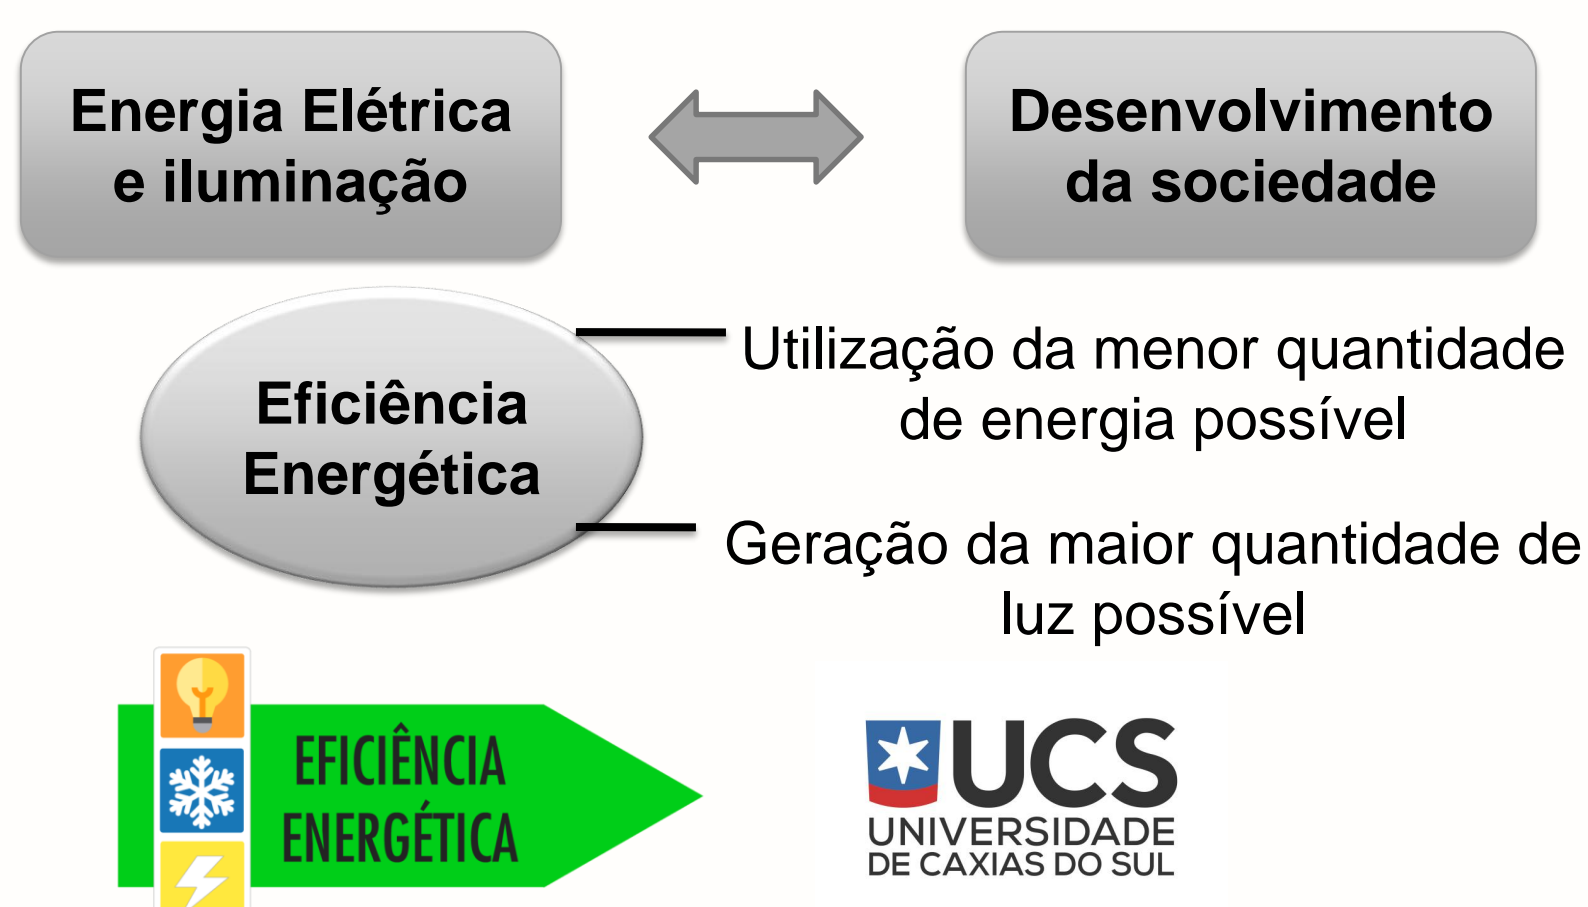 Energia Elétrica
e iluminação
Desenvolvimento
da sociedade
Eficiência
Energética
Utilização da menor quantidade
de energia possível
Geração da maior quantidade de
luz possível
EFICIÊNCIA
ENERGÉTICA
UCS
UNIVERSIDADE
DE CAXIAS DO SUL